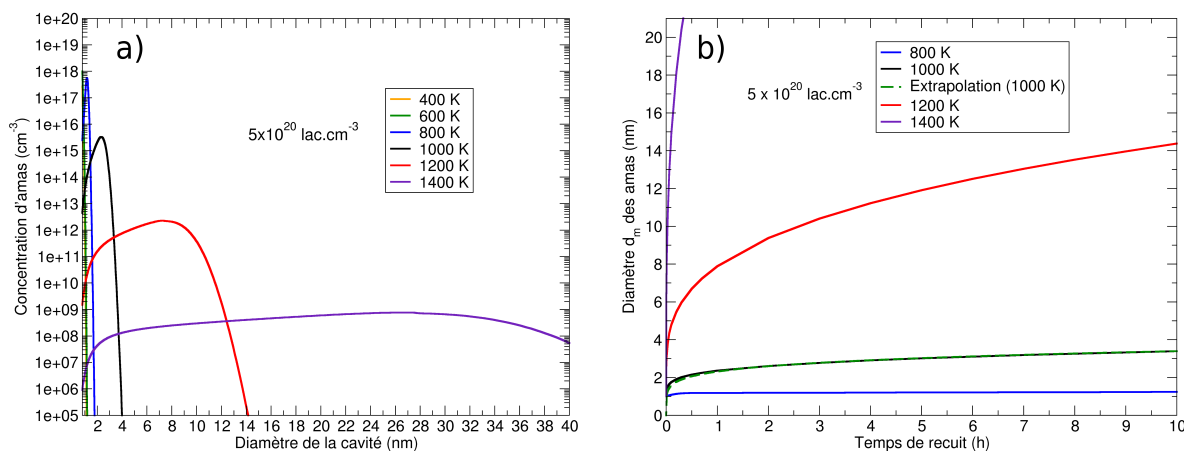 a)
1e+20
1e+19
1e+18
1e+17
1e+16
1e+15
1e+14
1e+13
1e+12
1e+11
1e+10
1e+09
1e+08
1e+07
1e+06
1e+05
Concentration d'amas (cm-3)
5x1020 lac.cm-3
400 K
600 K
800 K
1000 K
1200 K
1400 K
2 4 6 8 10 12 14 16 18 20 22 24 26 28 30 32 34 36 38 40
Diamètre de la cavité (nm)
b)
20
18
16
14
12
10
8
6
4
2
0
Diamètre dm des amas (nm)
5 x 1020 lac.cm-3
800 K
1000 K
Extrapolation (1000 K)
1200 K
1400 K
0 1 2 3 4 5 6 7 8 9 10
Temps de recuit (h)